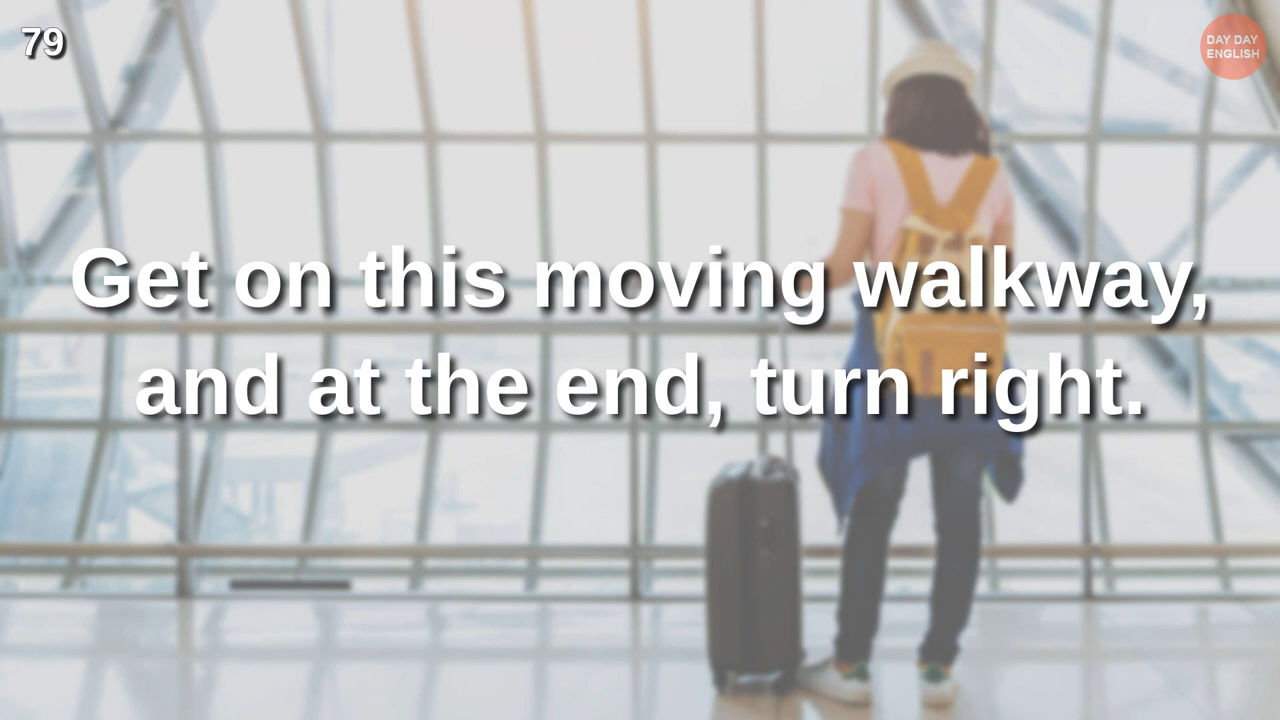 79
DAY DAY
ENGLISH
Get on this moving walkway,
and at the end, turn right.